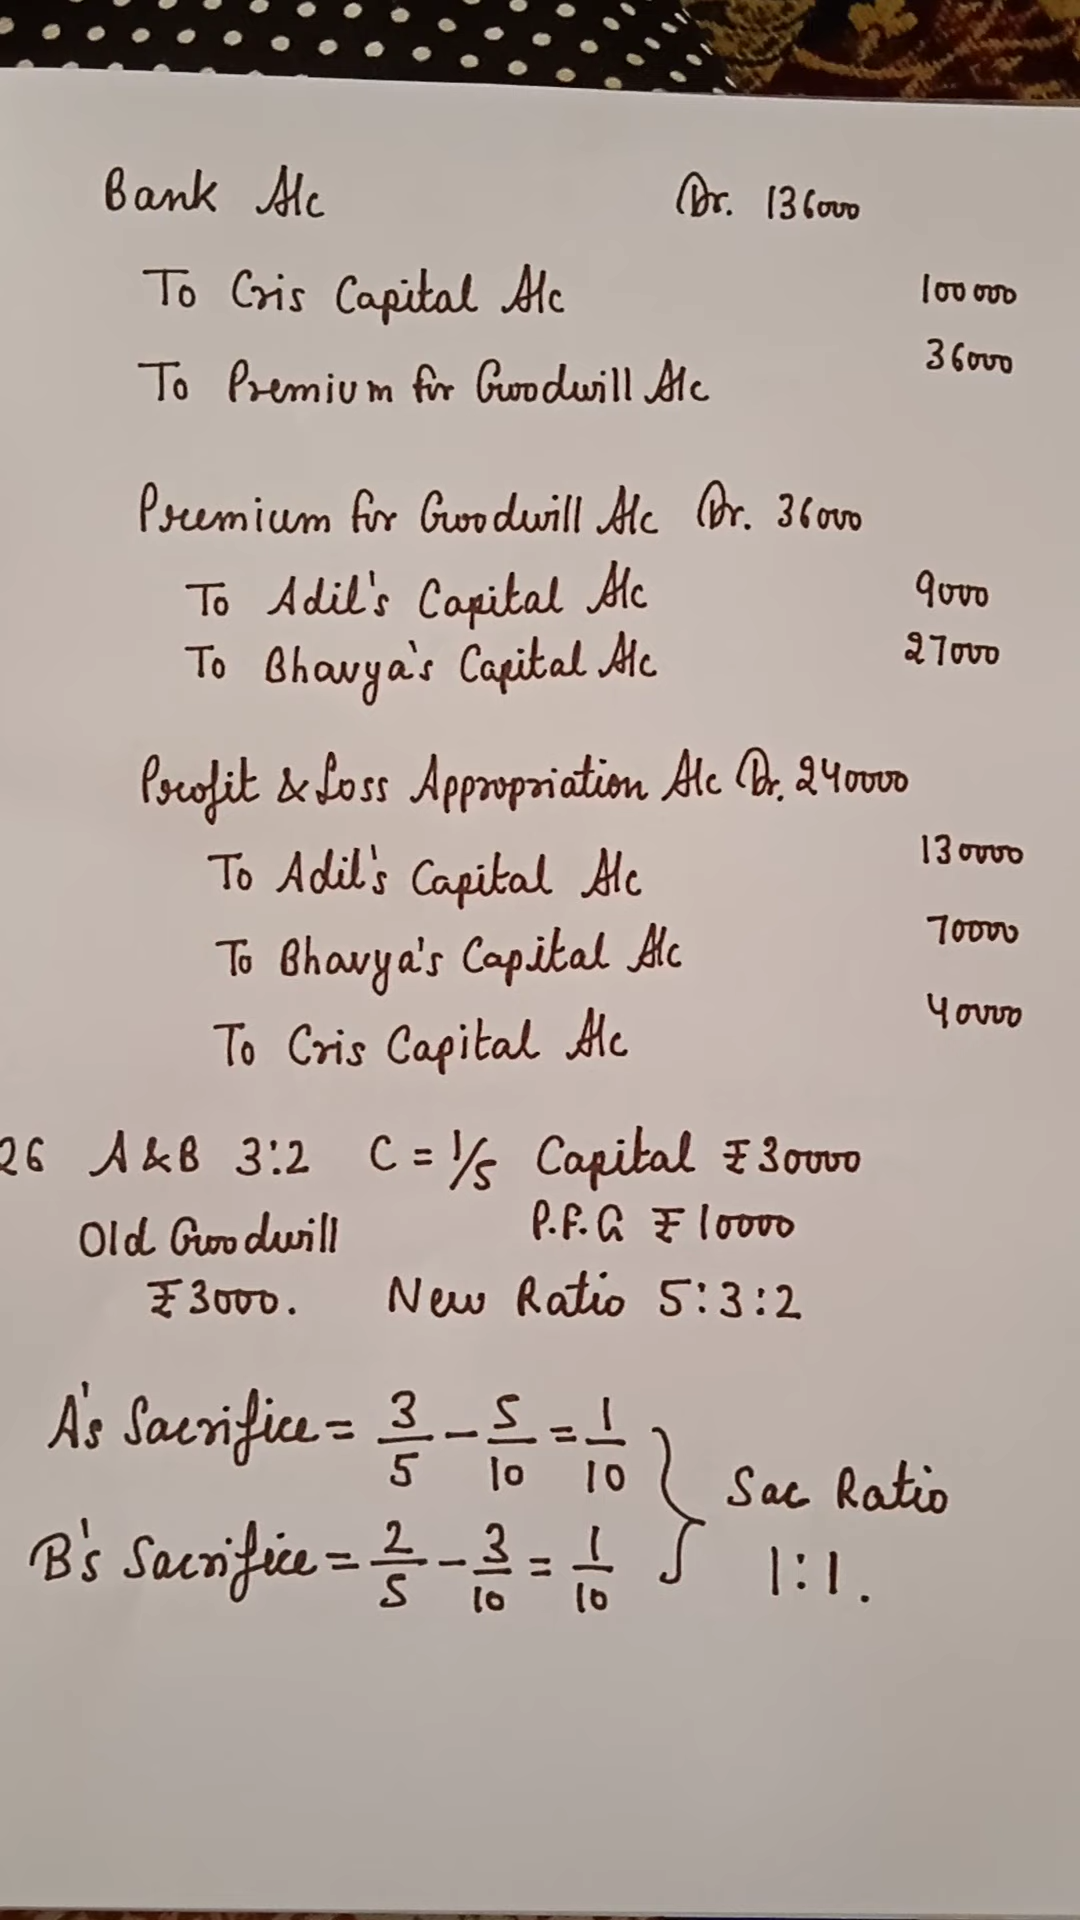 Bank A/c Dr. 136000
To Cris Capital A/c 100000
To Premium for Goodwill A/c 36000
Premium for Goodwill A/c Dr. 36000
To Adil's Capital A/c 9000
To Bhavya's Capital A/c 27000
Profit & Loss Appropriation A/c Dr. 240000
To Adil's Capital A/c 130000
To Bhavya's Capital A/c 70000
To Cris Capital A/c 40000
26 A & B 3:2 C = 1/5 Capital ₹30000
Old Goodwill P.F.G ₹10000
₹3000. New Ratio 5:3:2
A's Sacrifice = 3/5 - 5/10 = 1/10
Sac Ratio
B's Sacrifice = 2/5 - 3/10 = 1/10
1:1.